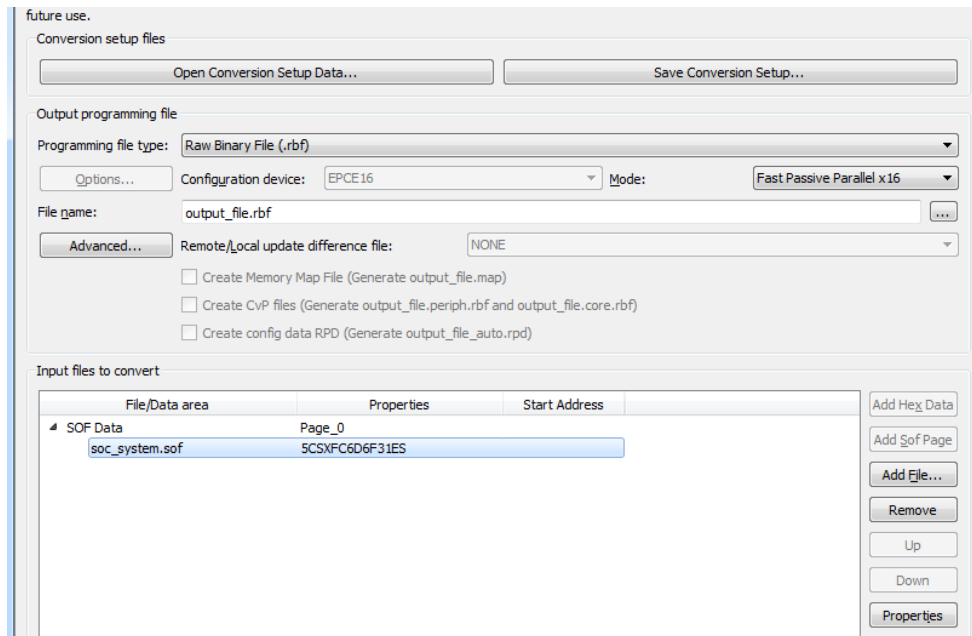 future use.
Conversion setup files
Open Conversion Setup Data...
Save Conversion Setup...
Output programming file
Programming file type:
Raw Binary File (.rbf)
Options...
Configuration device:
EPCE16
Mode:
Fast Passive Parallel x16
File name:
output_file.rbf
...
Advanced...
Remote/Local update difference file:
NONE
Create Memory Map File (Generate output_file.map)
Create CvP files (Generate output_file.periph.rbf and output_file.core.rbf)
Create config data RPD (Generate output_file_auto.rpd)
Input files to convert
File/Data area
Properties
Start Address
Add Hex Data
SOF Data
Page_0
Add Sof Page
soc_system.sof
5CSXFC6D6F31ES
Add File...
Remove
Up
Down
Properties